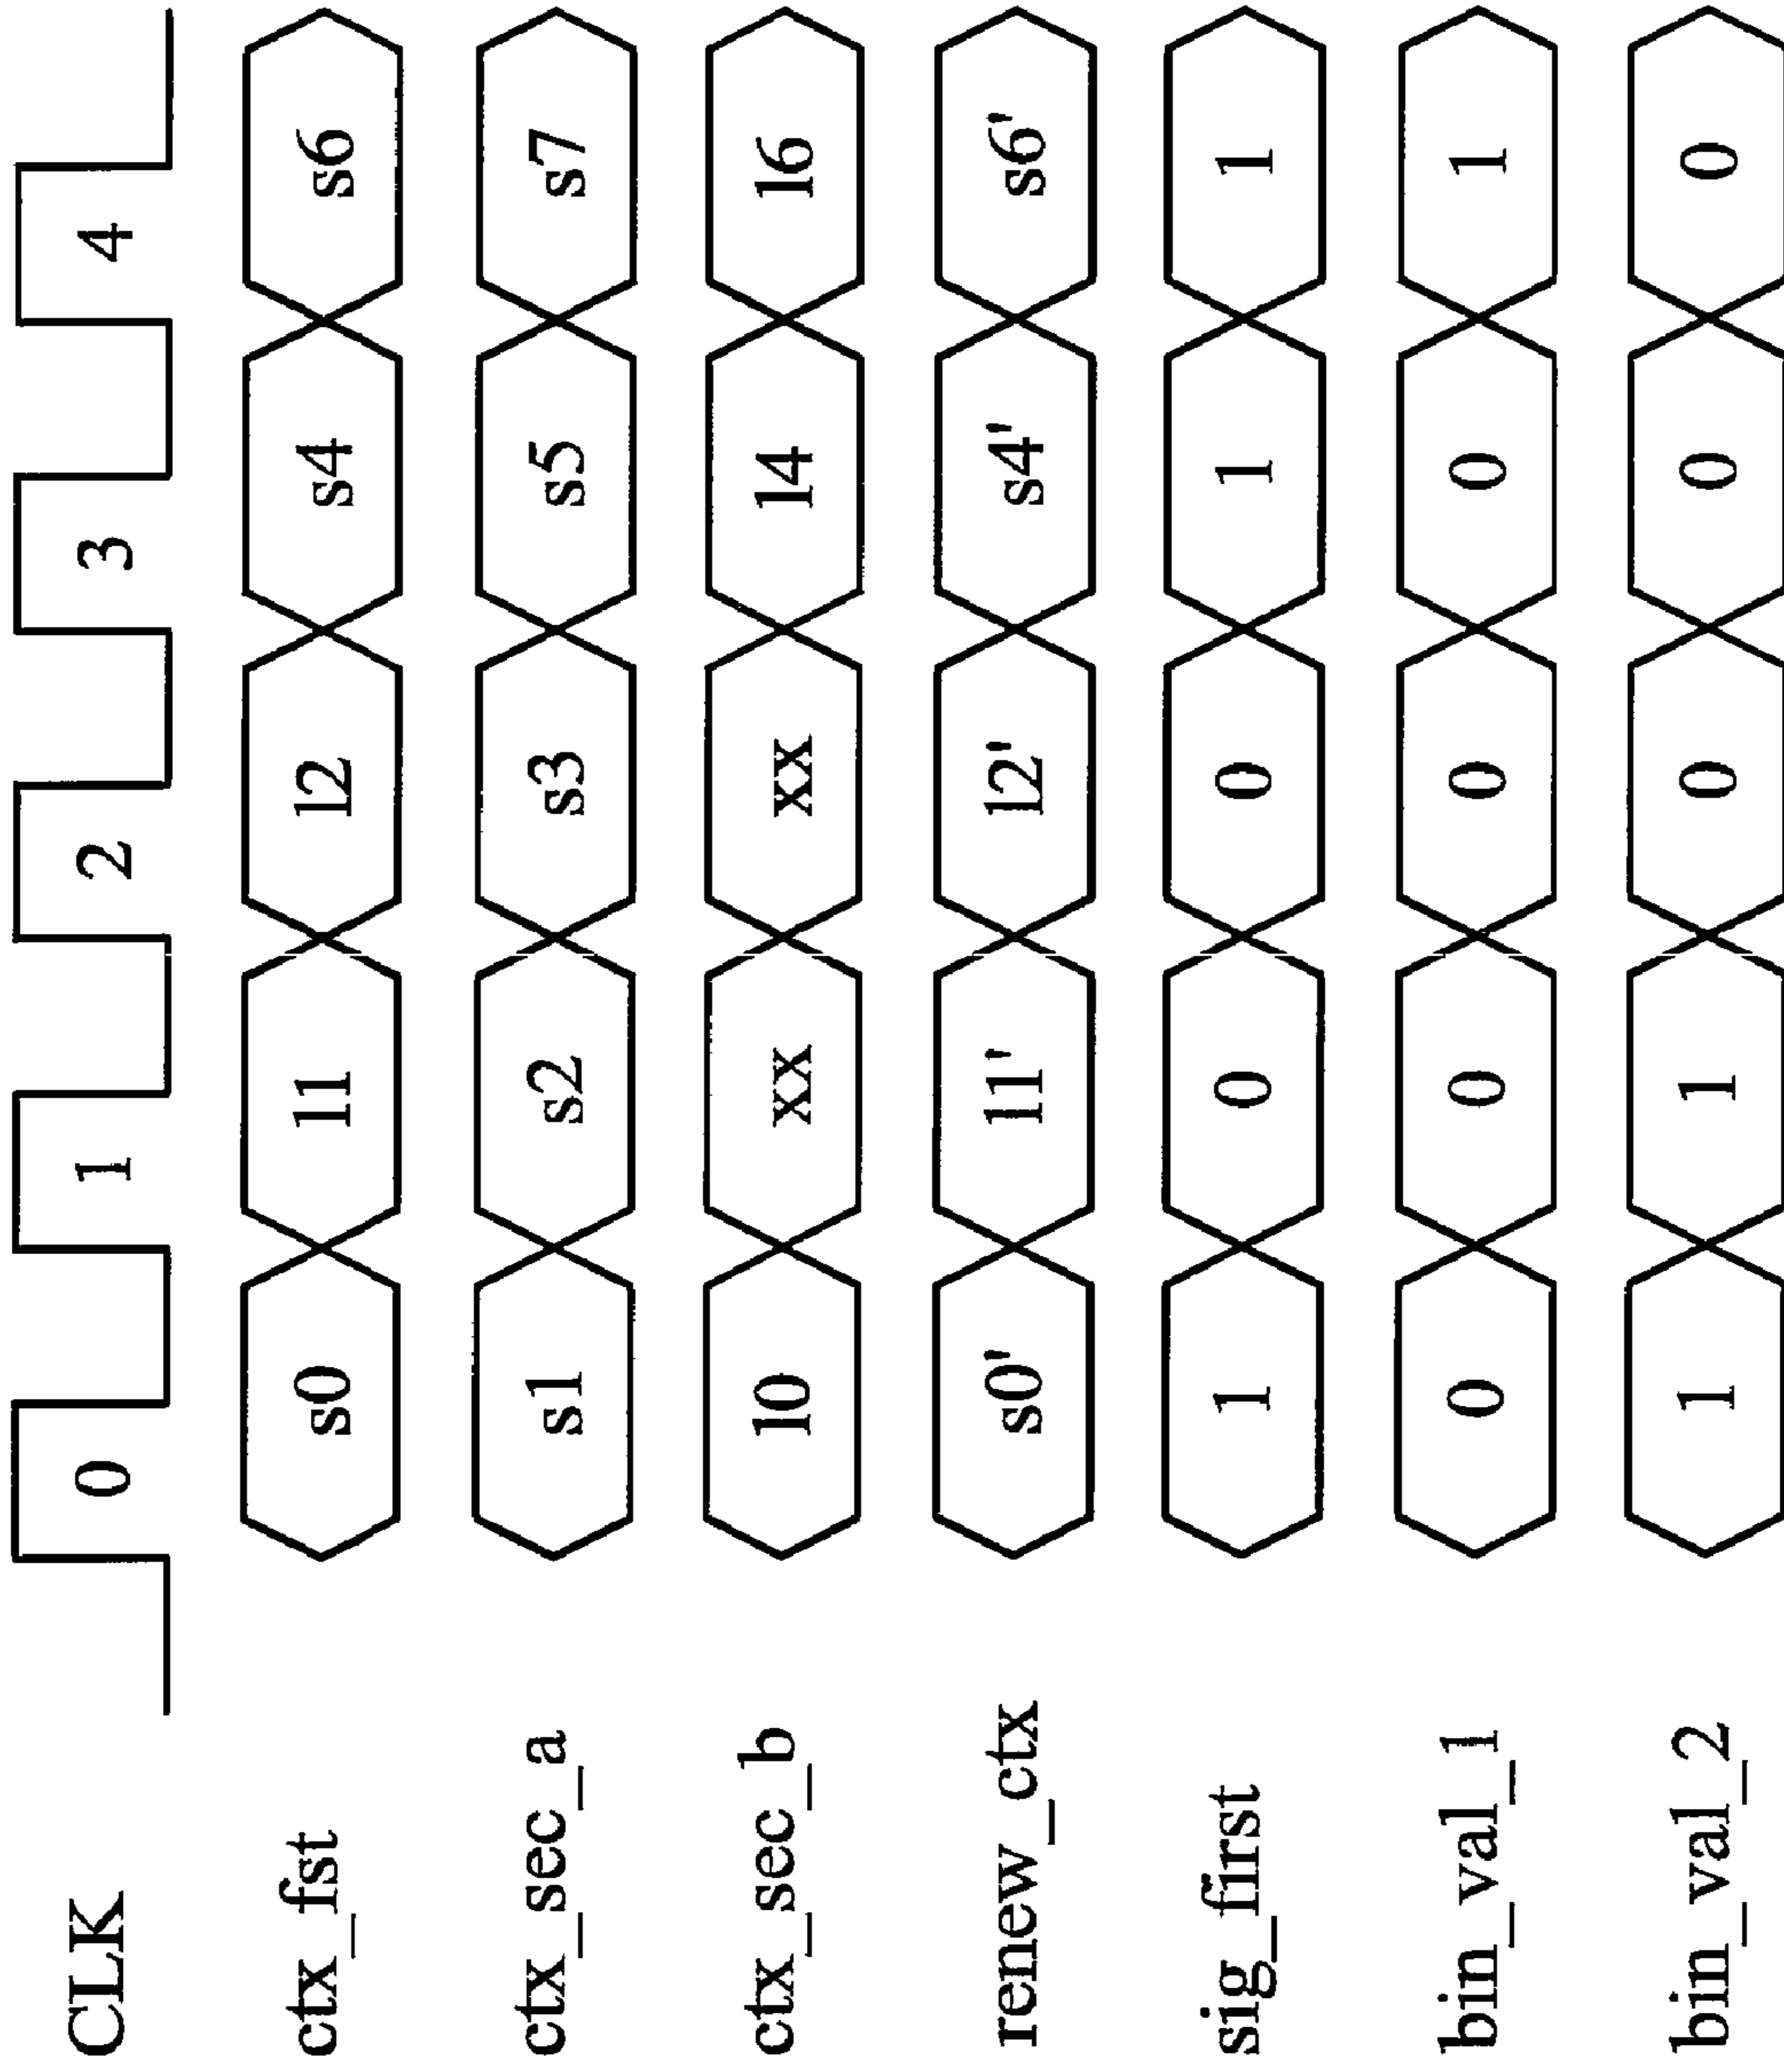 CLK 0 1 2 3 4
ctx_fst s0 l1 l2 s4 s6
ctx_sec_a s1 s2 s3 s5 s7
ctx_sec_b l0 xx xx l4 l6
renew_ctx s0' l1' l2' s4' s6'
sig_first 1 0 0 1 1
bin_val_1 0 0 0 0 1
bin_val_2 1 1 0 0 0